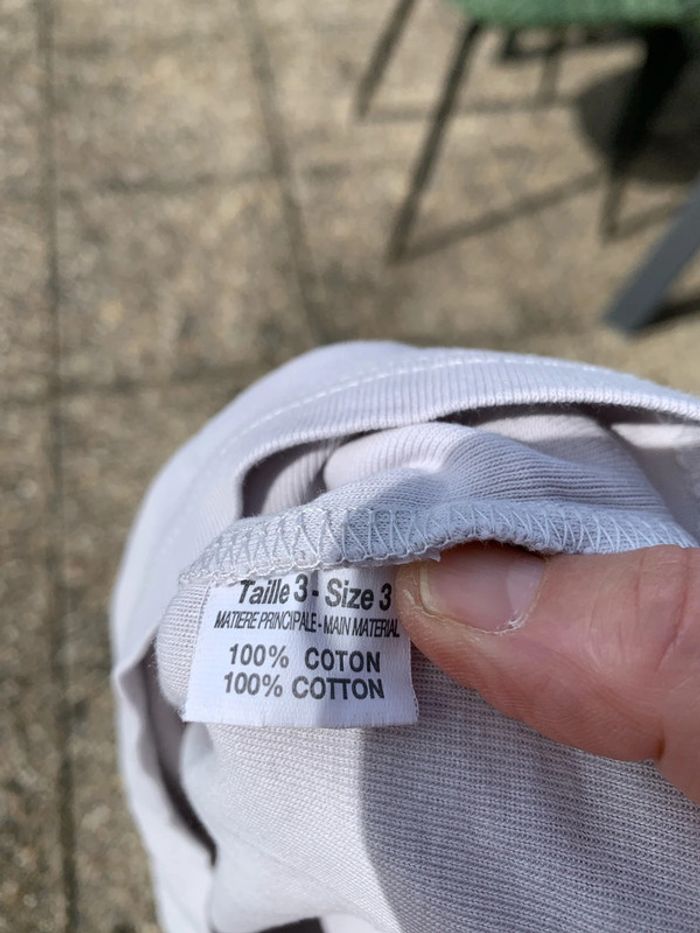 Taille 3 - Size 3
MATIERE PRINCIPALE - MAIN MATERIAL
100% COTON
100% COTTON